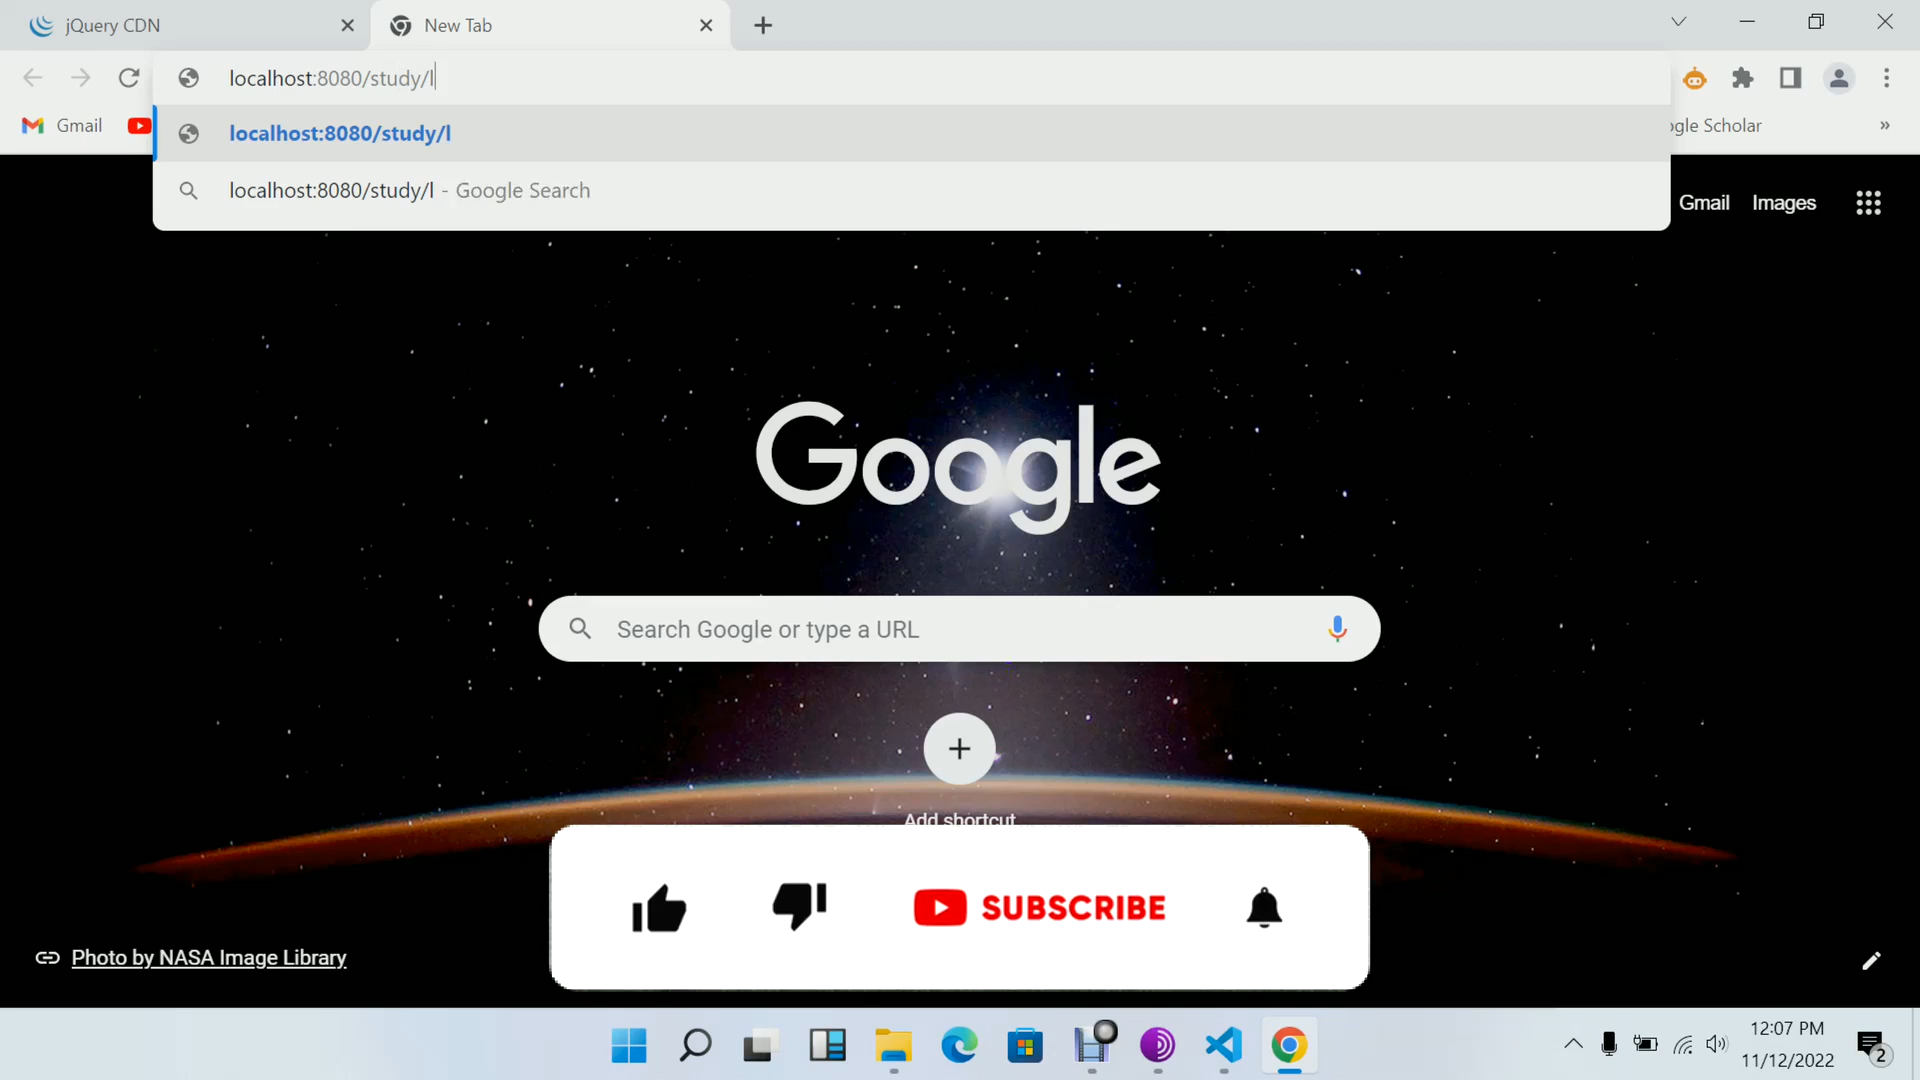 jQuery CDN
New Tab
localhost:8080/study/l
Gmail
localhost:8080/study/l
ogle Scholar
»
localhost:8080/study/l - Google Search
Gmail
Images
Google
Search Google or type a URL
Add shortcut
SUBSCRIBE
Photo by NASA Image Library
12:07 PM
11/12/2022
2